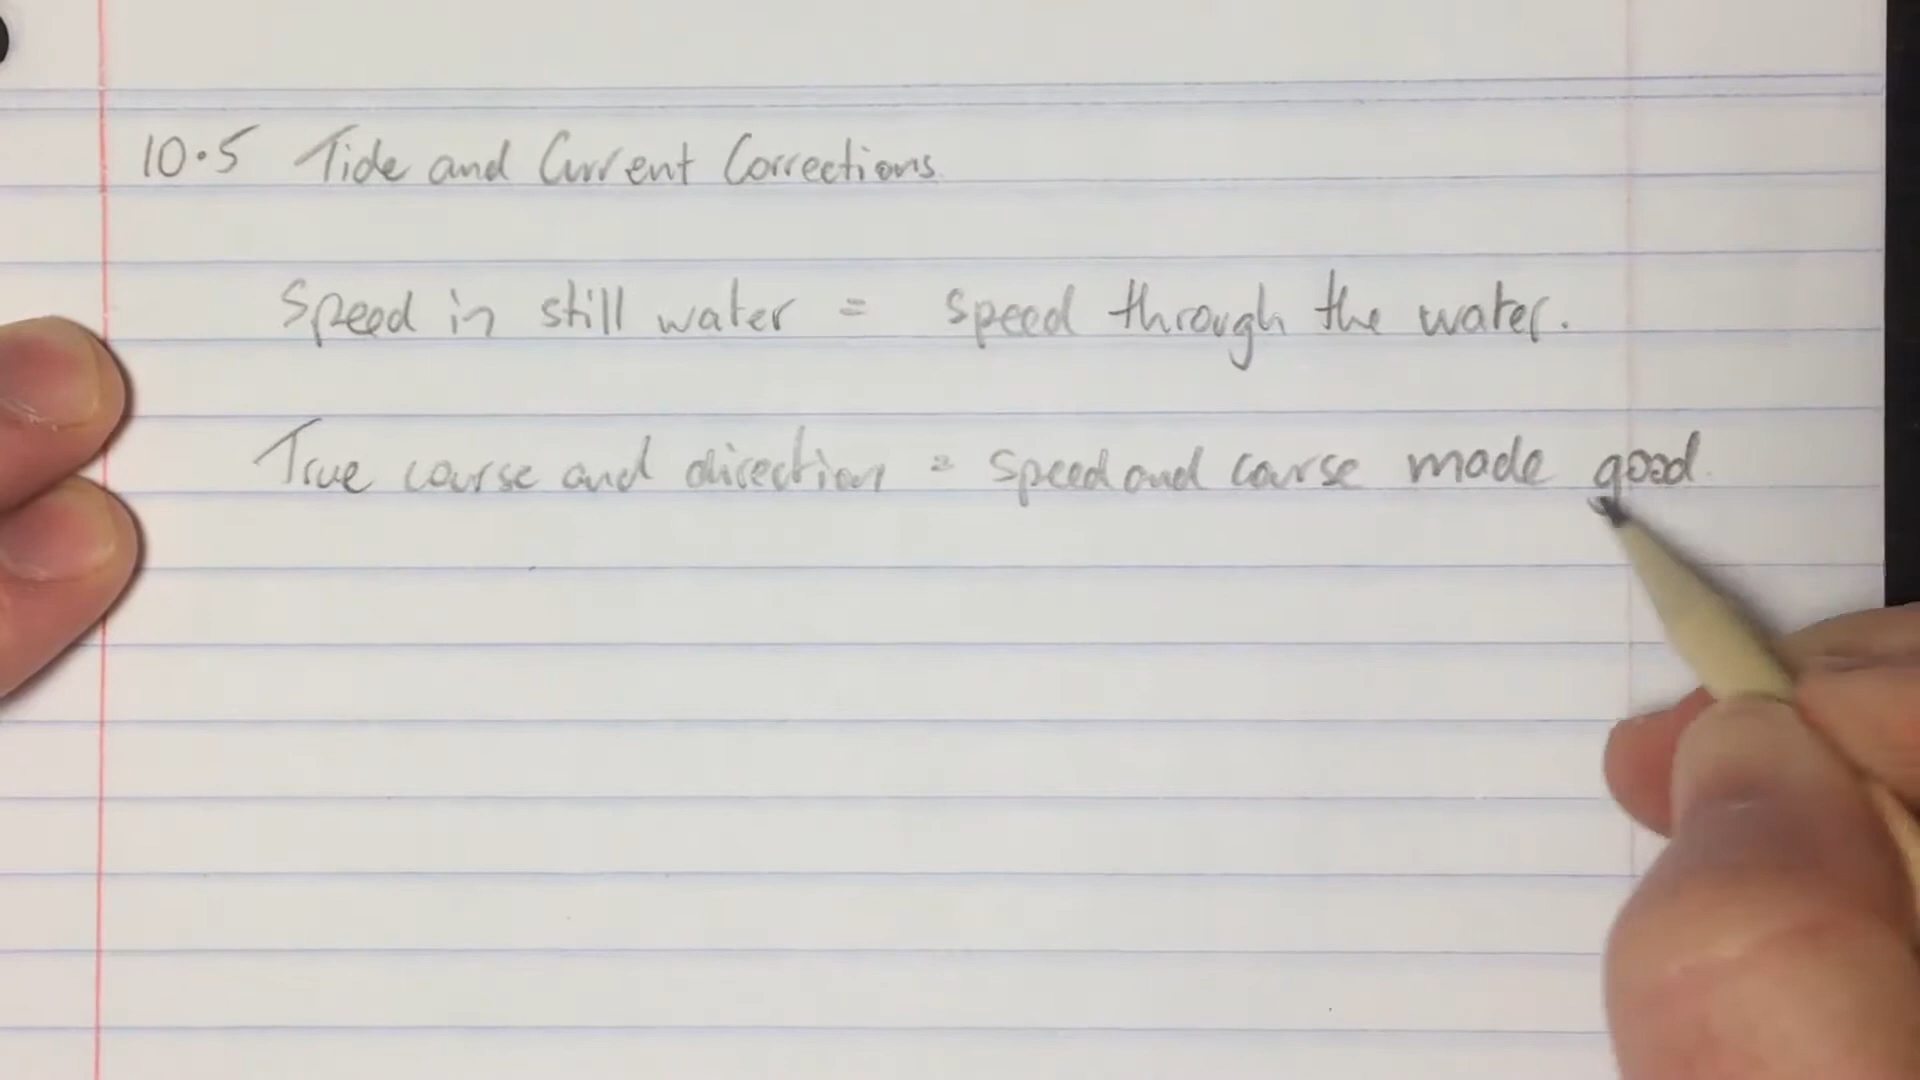 10.5 Tide and Current Corrections.
Speed in still water = speed through the water.
True course and direction = speed and course made good.